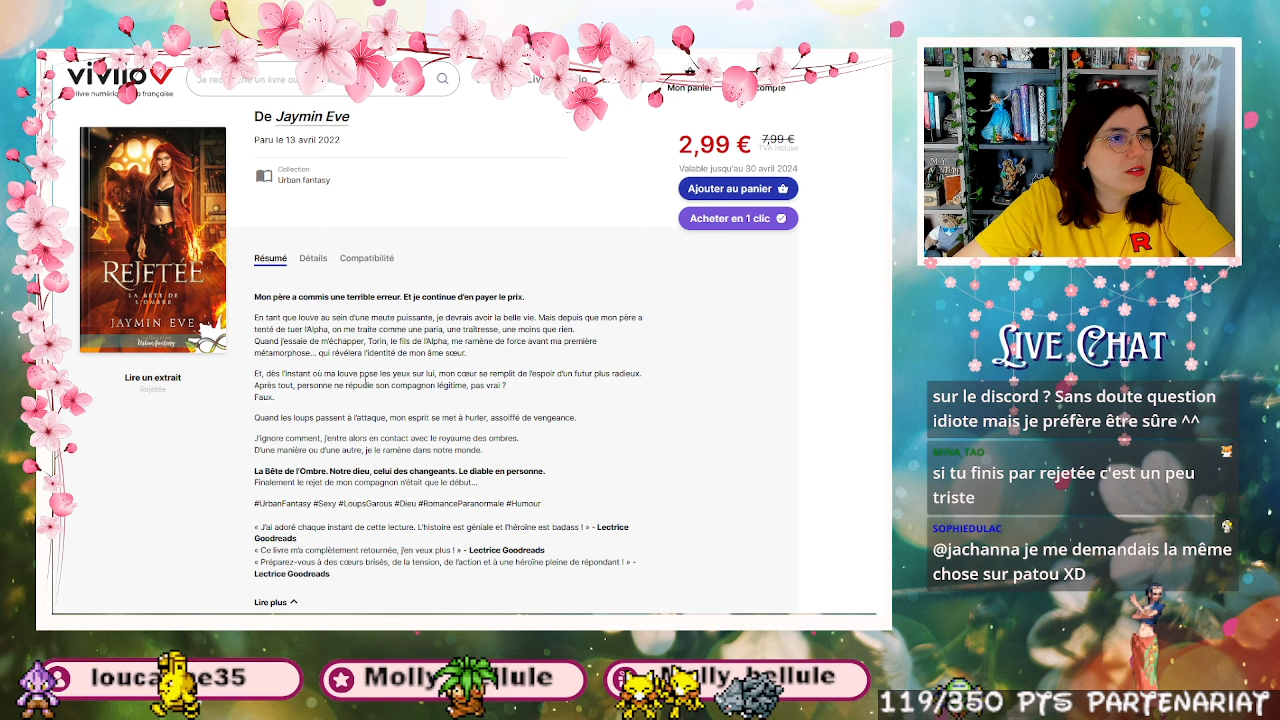 vivlio
livre numérique à la française
Je recherche un livre ou
Mon panier
compte
De Jaymin Eve
Paru le 13 avril 2022
Collection
Urban fantasy
2,99 € 7,99 €
TVA incluse
Valable jusqu'au 30 avril 2024
Ajouter au panier
Acheter en 1 clic
REJETÉE
LA BÊTE DE
L'OMBRE
JAYMIN EVE
Urban fantasy
Lire un extrait
Rejetée
Résumé Détails Compatibilité
Mon père a commis une terrible erreur. Et je continue d'en payer le prix.
En tant que louve au sein d'une meute puissante, je devrais avoir la belle vie. Mais depuis que mon père a
tenté de tuer l'Alpha, on me traite comme une paria, une traîtresse, une moins que rien.
Quand j'essaie de m'échapper, Torin, le fils de l'Alpha, me ramène de force avant ma première
métamorphose... qui révélera l'identité de mon âme sœur.
Et, dès l'instant où ma louve pose les yeux sur lui, mon cœur se remplit de l'espoir d'un futur plus radieux.
Après tout, personne ne répudie son compagnon légitime, pas vrai ?
Faux.
Quand les loups passent à l'attaque, mon esprit se met à hurler, assoiffé de vengeance.
J'ignore comment, j'entre alors en contact avec le royaume des ombres.
D'une manière ou d'une autre, je le ramène dans notre monde.
La Bête de l'Ombre. Notre dieu, celui des changeants. Le diable en personne.
Finalement le rejet de mon compagnon n'était que le début...
#UrbanFantasy #Sexy #LoupsGarous #Dieu #RomanceParanormale #Humour
« J'ai adoré chaque instant de cette lecture. L'histoire est géniale et l'héroïne est badass ! » - Lectrice
Goodreads
« Ce livre m'a complètement retournée, j'en veux plus ! » - Lectrice Goodreads
« Préparez-vous à des cœurs brisés, de la tension, de l'action et à une héroïne pleine de répondant ! » -
Lectrice Goodreads
Lire plus
R
LIVE CHAT
sur le discord ? Sans doute question
idiote mais je préfère être sûre ^^
MINA_TAO
si tu finis par rejetée c'est un peu
triste
SOPHIEDULAC
@jachanna je me demandais la même
chose sur patou XD
119/350 PTS PARTENARIAT